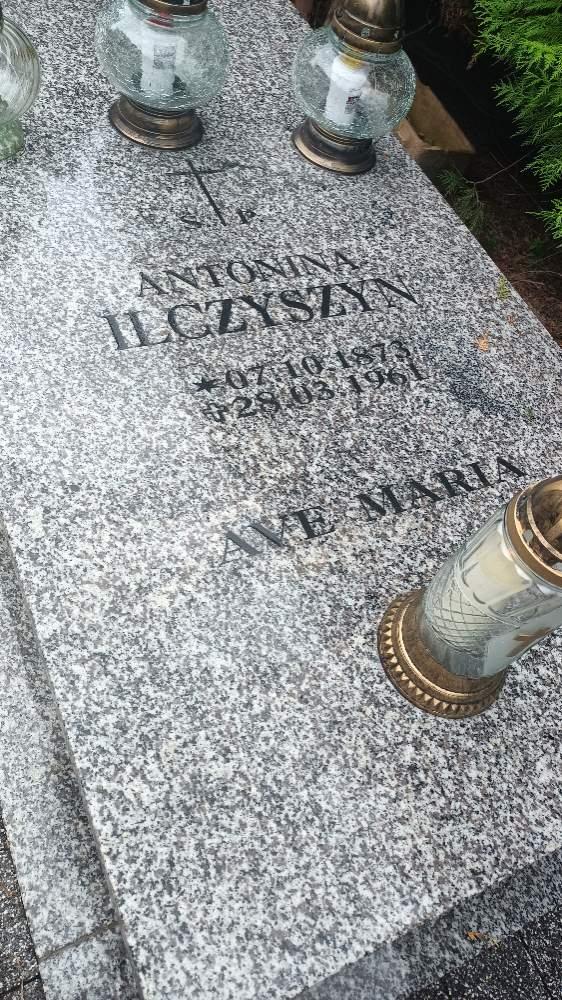 Ś P
ANTONINA
ILCZYSZYN
* 07.10.1873
✝ 28.03.1961
AVE MARIA